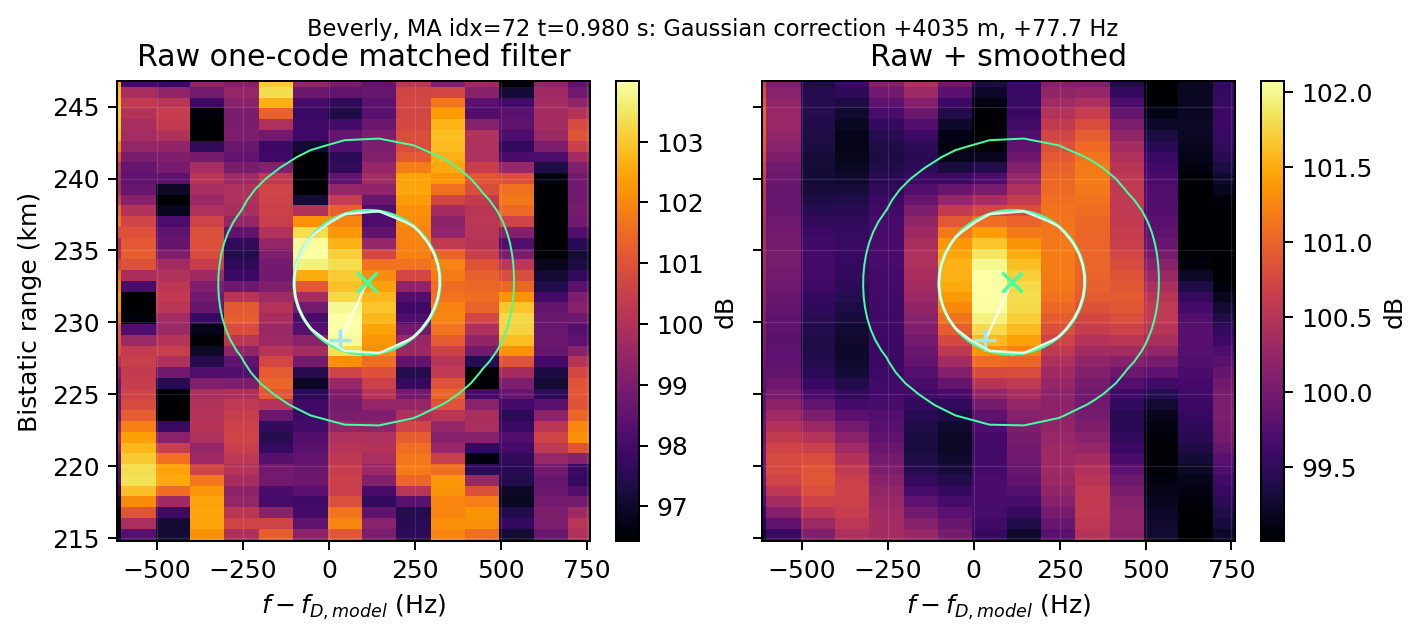 Beverly, MA idx=72 t=0.980 s: Gaussian correction +4035 m, +77.7 Hz
Raw one-code matched filter
Raw + smoothed
Bistatic range (km)
245
240
235
230
225
220
215
−500 −250 0 250 500 750
f − f_{D, model} (Hz)
103
102
101
100
99
98
97
dB
−500 −250 0 250 500 750
f − f_{D, model} (Hz)
102.0
101.5
101.0
100.5
100.0
99.5
dB